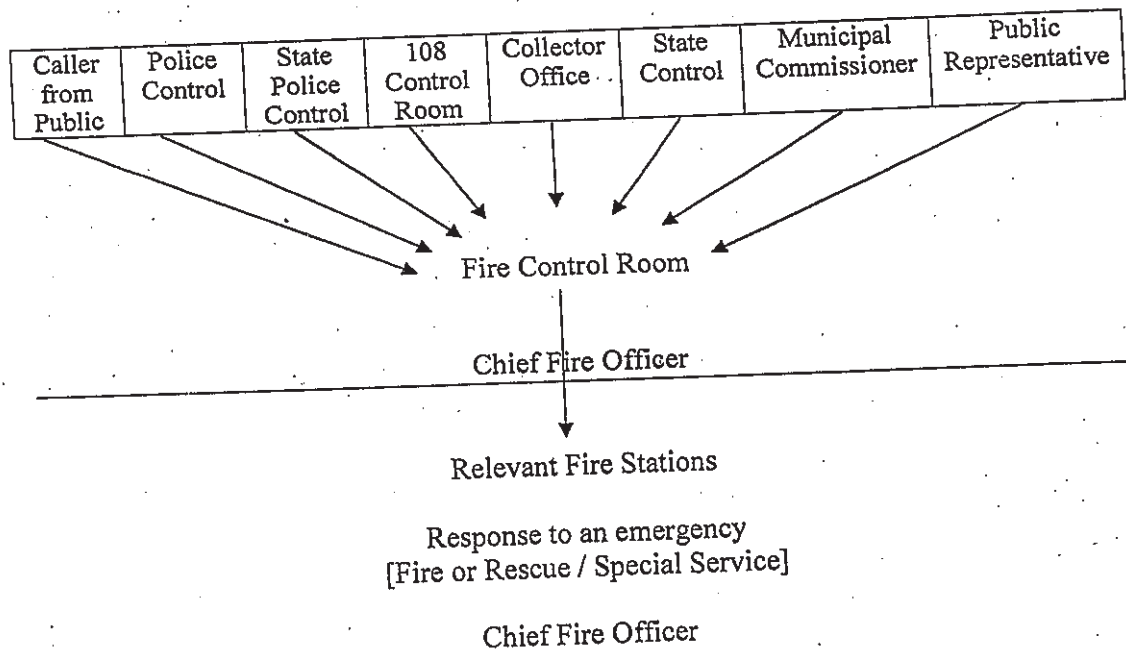 Caller
from
Public
Police
Control
State
Police
Control
108
Control
Room
Collector
Office
State
Control
Municipal
Commissioner
Public
Representative
Fire Control Room
Chief Fire Officer
Relevant Fire Stations
Response to an emergency
[Fire or Rescue / Special Service]
Chief Fire Officer